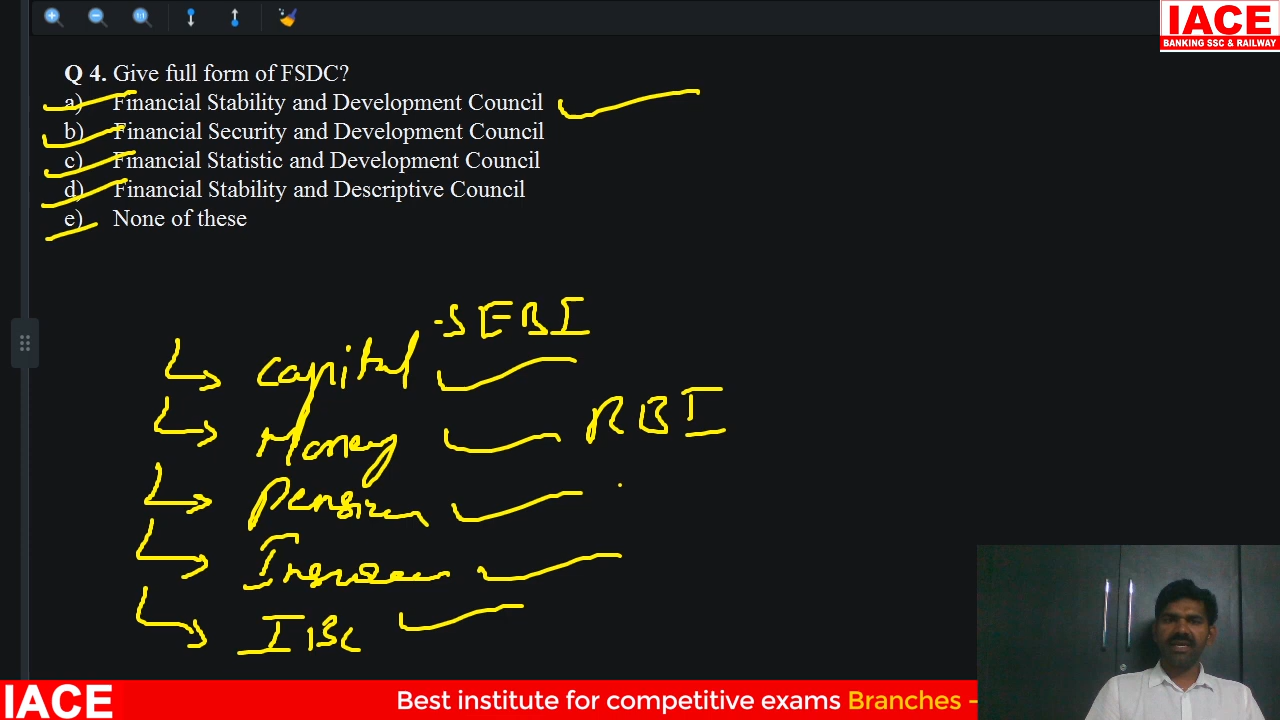 IACE
BANKING SSC & RAILWAY
Q 4. Give full form of FSDC?
a) Financial Stability and Development Council
b) Financial Security and Development Council
c) Financial Statistic and Development Council
d) Financial Stability and Descriptive Council
e) None of these
SEBI
Capital
Money RBI
Pension
IBC
IACE Best institute for competitive exams Branches -